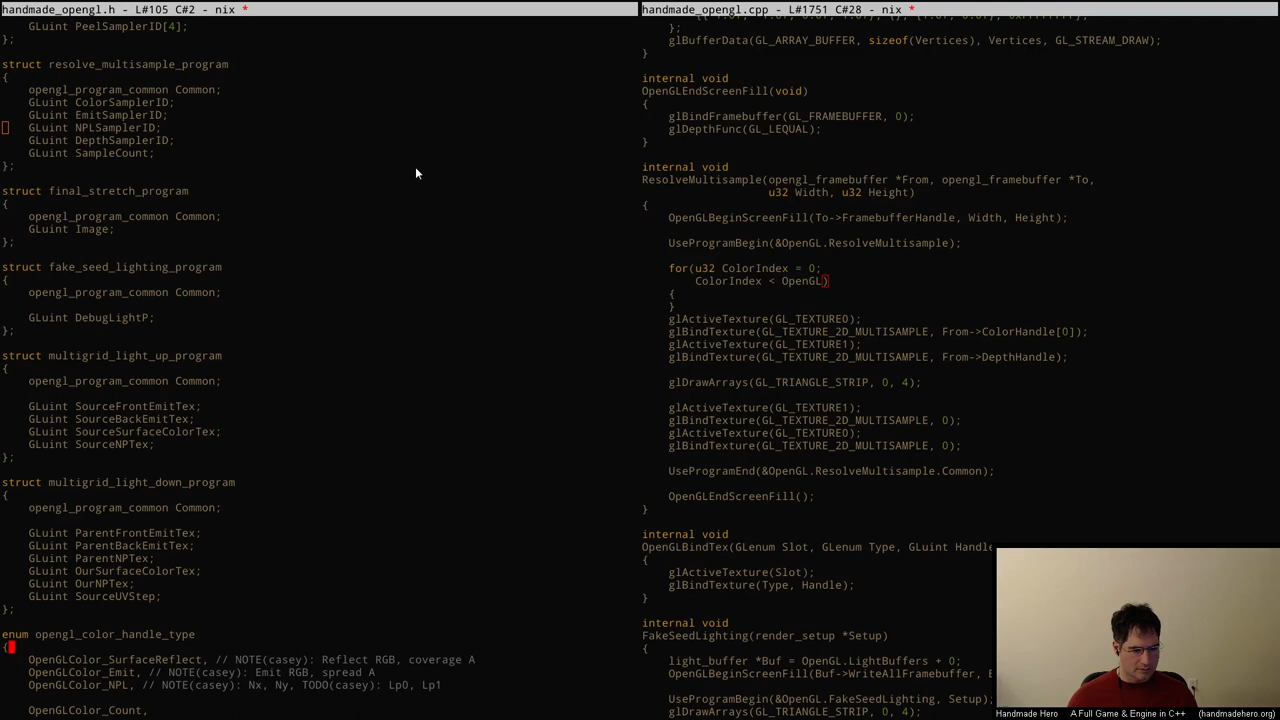 handmade_opengl.h - L#105 C#2 - nix *
GLuint PeelSamplerID[4];
};
struct resolve_multisample_program
{
opengl_program_common Common;
GLuint ColorSamplerID;
GLuint EmitSamplerID;
GLuint NPLSamplerID;
GLuint DepthSamplerID;
GLuint SampleCount;
};
struct final_stretch_program
{
opengl_program_common Common;
GLuint Image;
};
struct fake_seed_lighting_program
{
opengl_program_common Common;
GLuint DebugLightP;
};
struct multigrid_light_up_program
{
opengl_program_common Common;
GLuint SourceFrontEmitTex;
GLuint SourceBackEmitTex;
GLuint SourceSurfaceColorTex;
GLuint SourceNPTex;
};
struct multigrid_light_down_program
{
opengl_program_common Common;
GLuint ParentFrontEmitTex;
GLuint ParentBackEmitTex;
GLuint ParentNPTex;
GLuint OurSurfaceColorTex;
GLuint OurNPTex;
GLuint SourceUVStep;
};
enum opengl_color_handle_type
{
OpenGLColor_SurfaceReflect, // NOTE(casey): Reflect RGB, coverage A
OpenGLColor_Emit, // NOTE(casey): Emit RGB, spread A
OpenGLColor_NPL, // NOTE(casey): Nx, Ny, TODO(casey): Lp0, Lp1
OpenGLColor_Count,
handmade_opengl.cpp - L#1751 C#28 - nix *
};
glBufferData(GL_ARRAY_BUFFER, sizeof(Vertices), Vertices, GL_STREAM_DRAW);
}
internal void
OpenGLEndScreenFill(void)
{
glBindFramebuffer(GL_FRAMEBUFFER, 0);
glDepthFunc(GL_LEQUAL);
}
internal void
ResolveMultisample(opengl_framebuffer *From, opengl_framebuffer *To,
u32 Width, u32 Height)
{
OpenGLBeginScreenFill(To->FramebufferHandle, Width, Height);
UseProgramBegin(&OpenGL.ResolveMultisample);
for(u32 ColorIndex = 0;
ColorIndex < OpenGL)
{
}
glActiveTexture(GL_TEXTURE0);
glBindTexture(GL_TEXTURE_2D_MULTISAMPLE, From->ColorHandle[0]);
glActiveTexture(GL_TEXTURE1);
glBindTexture(GL_TEXTURE_2D_MULTISAMPLE, From->DepthHandle);
glDrawArrays(GL_TRIANGLE_STRIP, 0, 4);
glActiveTexture(GL_TEXTURE1);
glBindTexture(GL_TEXTURE_2D_MULTISAMPLE, 0);
glActiveTexture(GL_TEXTURE0);
glBindTexture(GL_TEXTURE_2D_MULTISAMPLE, 0);
UseProgramEnd(&OpenGL.ResolveMultisample.Common);
OpenGLEndScreenFill();
}
internal void
OpenGLBindTex(GLenum Slot, GLenum Type, GLuint Handle
{
glActiveTexture(Slot);
glBindTexture(Type, Handle);
}
internal void
FakeSeedLighting(render_setup *Setup)
{
light_buffer *Buf = OpenGL.LightBuffers + 0;
OpenGLBeginScreenFill(Buf->WriteAllFramebuffer,
UseProgramBegin(&OpenGL.FakeSeedLighting, Setup);
glDrawArrays(GL_TRIANGLE_STRIP, 0, 4);
Handmade Hero A Full Game & Engine in C++ (handmadehero.org)